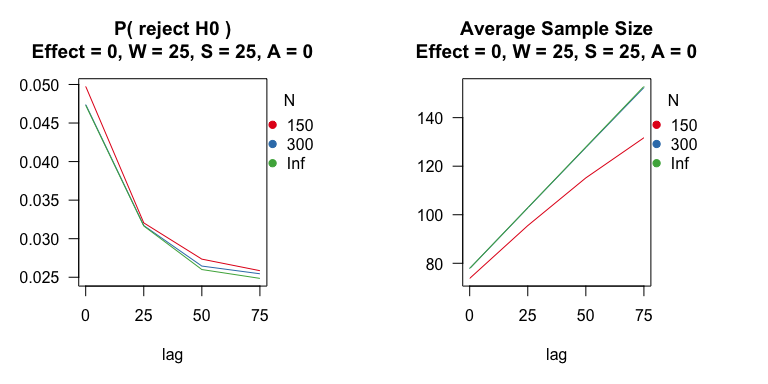 P( reject H0 )
Effect = 0, W = 25, S = 25, A = 0
0.050
0.045
0.040
0.035
0.030
0.025
0 25 50 75
lag
N
150
300
Inf
Average Sample Size
Effect = 0, W = 25, S = 25, A = 0
140
120
100
80
0 25 50 75
lag
N
150
300
Inf